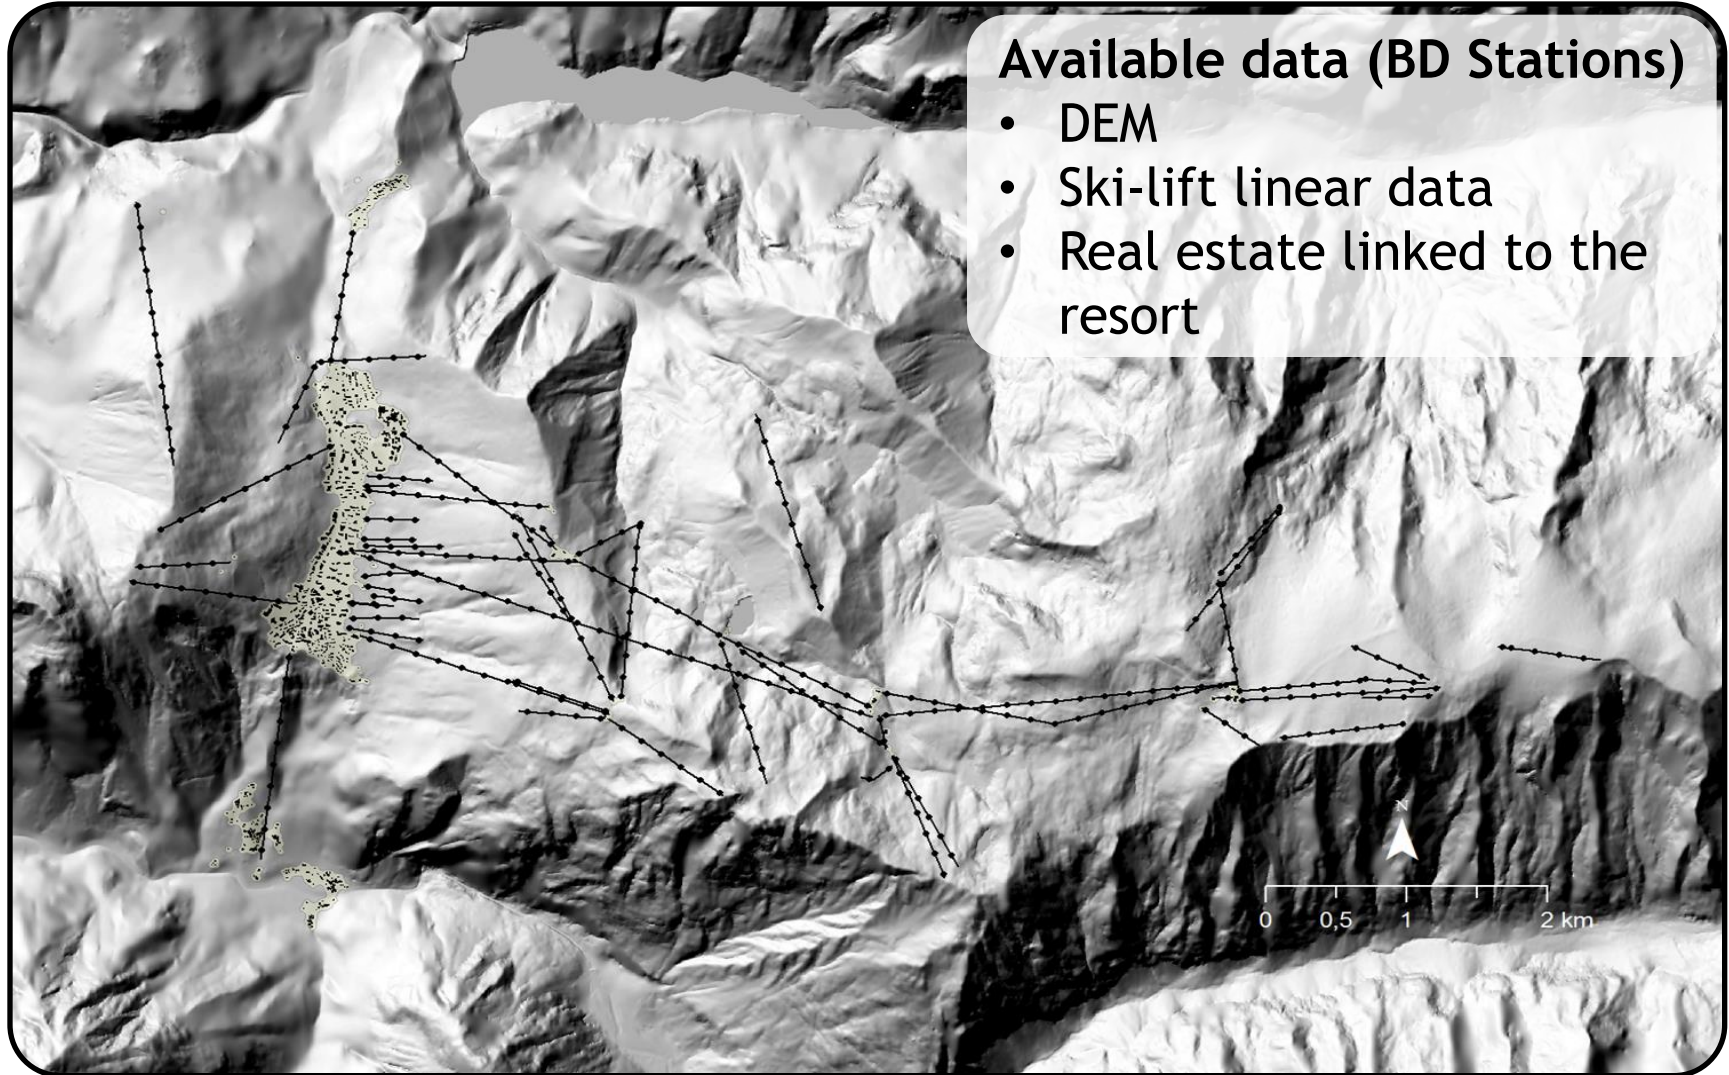 Available data (BD Stations)
• DEM
• Ski-lift linear data
• Real estate linked to the
resort
N
0 0,5 1 2 km